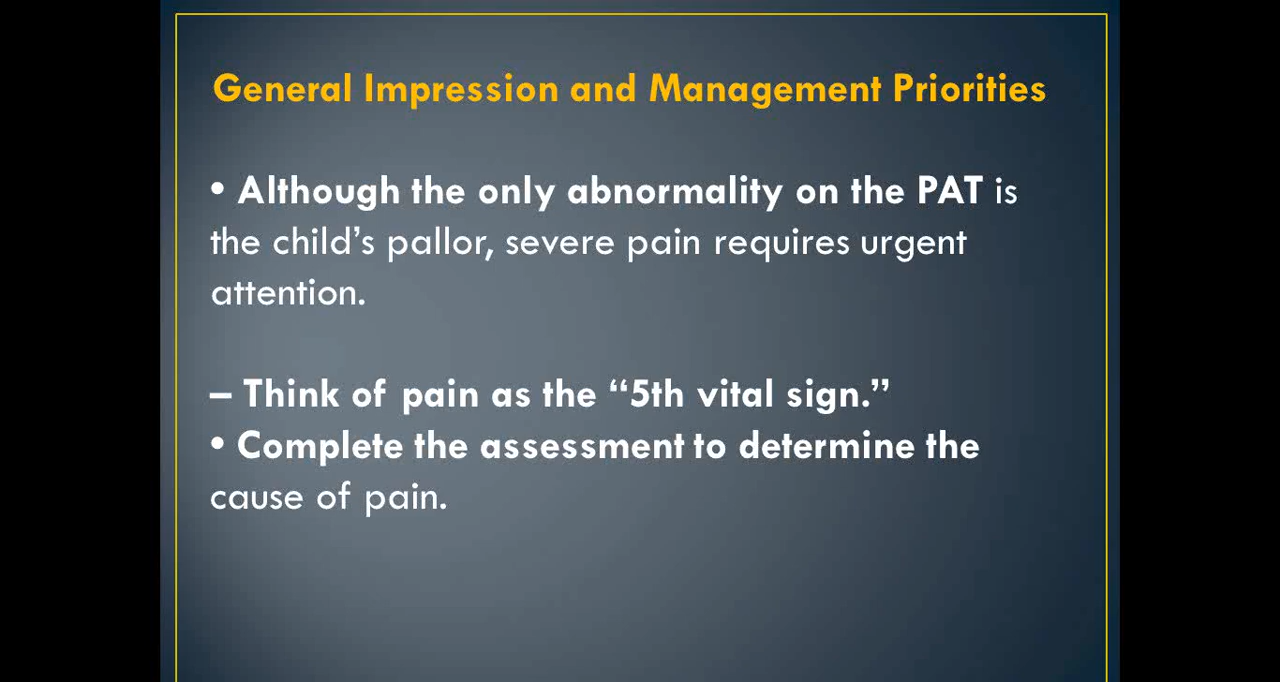 General Impression and Management Priorities
• Although the only abnormality on the PAT is
the child’s pallor, severe pain requires urgent
attention.
– Think of pain as the “5th vital sign.”
• Complete the assessment to determine the
cause of pain.